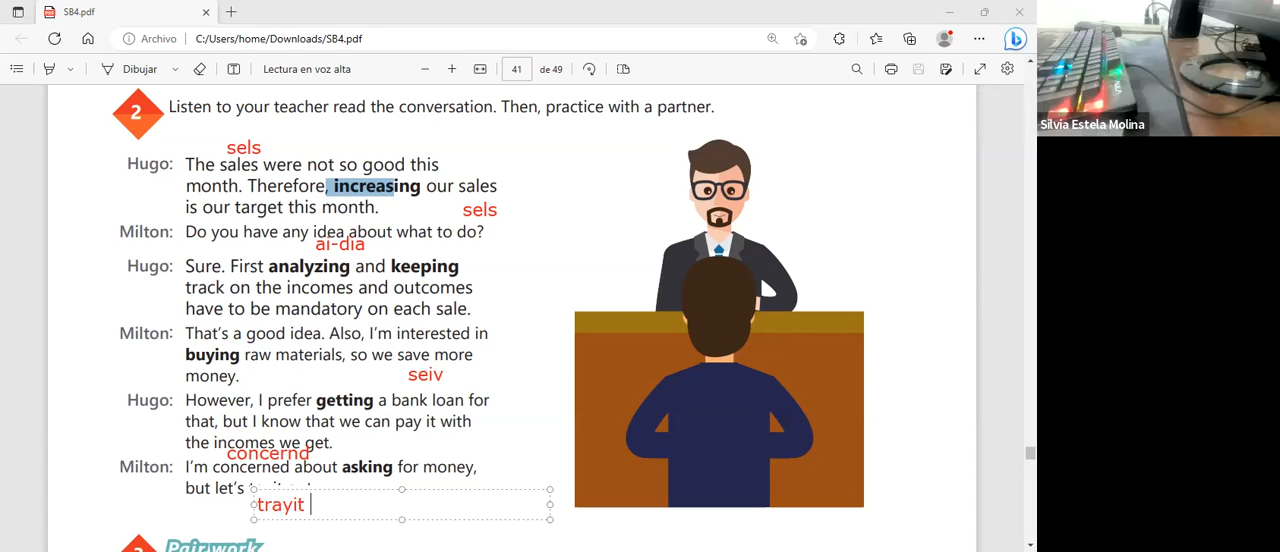 SB4.pdf
Archivo C:/Users/home/Downloads/SB4.pdf
Dibujar Lectura en voz alta 41 de 49
2 Listen to your teacher read the conversation. Then, practice with a partner.
sels
Hugo: The sales were not so good this
month. Therefore, increasing our sales
sels
is our target this month.
Milton: Do you have any idea about what to do?
ai-dia
Hugo: Sure. First analyzing and keeping
track on the incomes and outcomes
have to be mandatory on each sale.
Milton: That's a good idea. Also, I'm interested in
buying raw materials, so we save more
seiv
money.
Hugo: However, I prefer getting a bank loan for
that, but I know that we can pay it with
the incomes we get.
concernd
Milton: I'm concerned about asking for money,
but let's
trayit
3 Pair work
Silvia Estela Molina